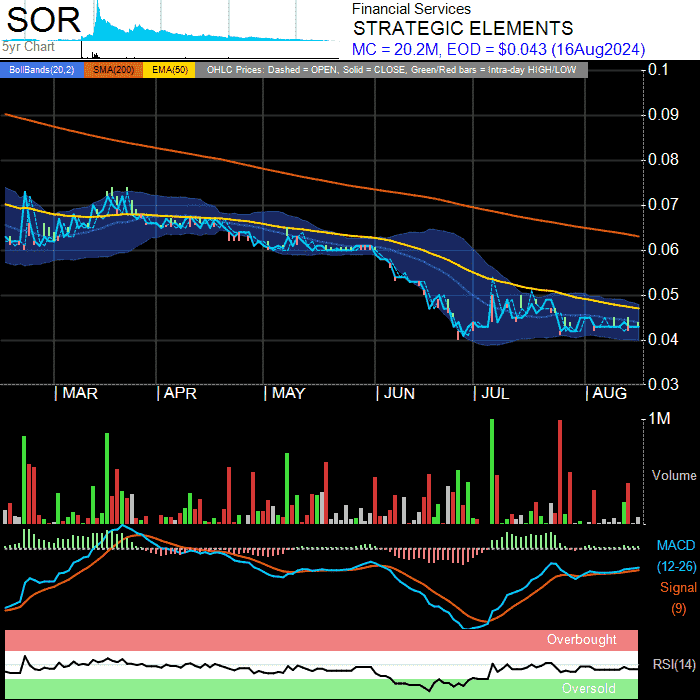 SOR
5yr Chart
Financial Services
STRATEGIC ELEMENTS
MC = 20.2M, EOD = $0.043 (16Aug2024)
BollBands(20,2) SMA(200) EMA(50) OHLC Prices: Dashed = OPEN, Solid = CLOSE, Green/Red bars = Intra-day HIGH/LOW
0.1
0.09
0.08
0.07
0.06
0.05
0.04
0.03
| MAR | APR | MAY | JUN | JUL | AUG
1M
Volume
MACD
(12-26)
Signal
(9)
Overbought
RSI(14)
Oversold